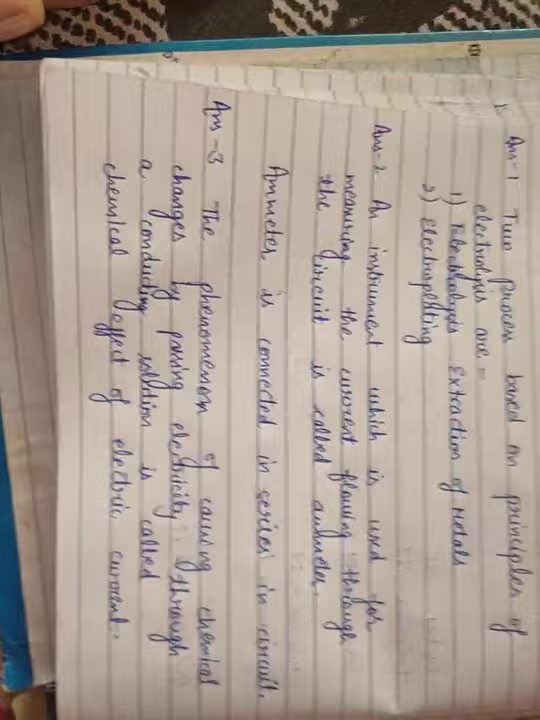 Ans-1 Two process based on principles of
electrolysis are -
1) Extraction of Metals
2) Electroplating
Ans-2 An instrument which is used for
measuring the current flowing through
the circuit is called ammeter.
Ammeter is connected in series in circuit.
Ans-3 The phenomenon of causing chemical
changes by passing electricity through
a conducting solution is called
chemical effect of electric current.